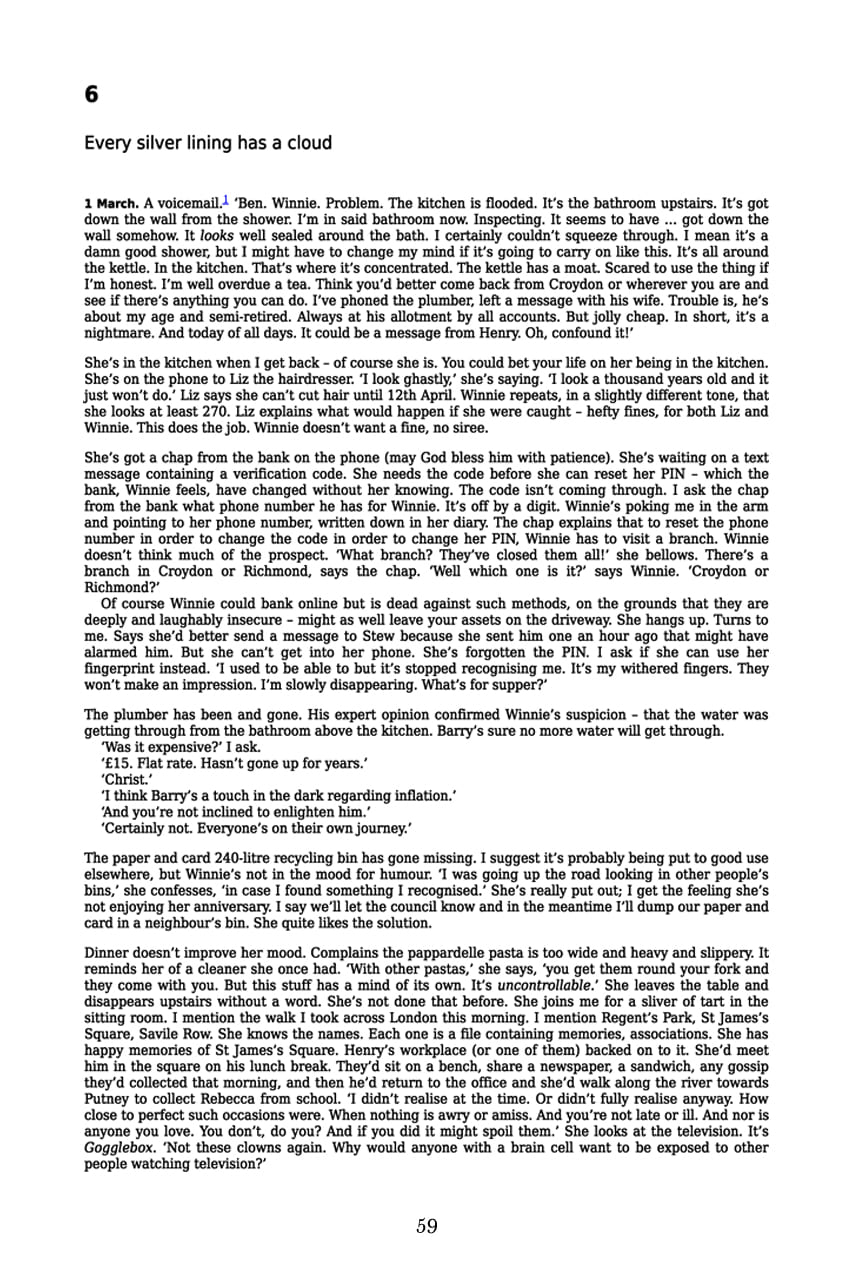 6
Every silver lining has a cloud
1 March. A voicemail.1 ‘Ben. Winnie. Problem. The kitchen is flooded. It’s the bathroom upstairs. It’s got
down the wall from the shower. I’m in said bathroom now. Inspecting. It seems to have ... got down the
wall somehow. It looks well sealed around the bath. I certainly couldn’t squeeze through. I mean it’s a
damn good shower, but I might have to change my mind if it’s going to carry on like this. It’s all around
the kettle. In the kitchen. That’s where it’s concentrated. The kettle has a moat. Scared to use the thing if
I’m honest. I’m well overdue a tea. Think you’d better come back from Croydon or wherever you are and
see if there’s anything you can do. I’ve phoned the plumber, left a message with his wife. Trouble is, he’s
about my age and semi-retired. Always at his allotment by all accounts. But jolly cheap. In short, it’s a
nightmare. And today of all days. It could be a message from Henry. Oh, confound it!’
She’s in the kitchen when I get back – of course she is. You could bet your life on her being in the kitchen.
She’s on the phone to Liz the hairdresser. ‘I look ghastly,’ she’s saying. ‘I look a thousand years old and it
just won’t do.’ Liz says she can’t cut hair until 12th April. Winnie repeats, in a slightly different tone, that
she looks at least 270. Liz explains what would happen if she were caught – hefty fines, for both Liz and
Winnie. This does the job. Winnie doesn’t want a fine, no siree.
She’s got a chap from the bank on the phone (may God bless him with patience). She’s waiting on a text
message containing a verification code. She needs the code before she can reset her PIN – which the
bank, Winnie feels, have changed without her knowing. The code isn’t coming through. I ask the chap
from the bank what phone number he has for Winnie. It’s off by a digit. Winnie’s poking me in the arm
and pointing to her phone number, written down in her diary. The chap explains that to reset the phone
number in order to change the code in order to change her PIN, Winnie has to visit a branch. Winnie
doesn’t think much of the prospect. ‘What branch? They’ve closed them all!’ she bellows. There’s a
branch in Croydon or Richmond, says the chap. ‘Well which one is it?’ says Winnie. ‘Croydon or
Richmond?’
Of course Winnie could bank online but is dead against such methods, on the grounds that they are
deeply and laughably insecure – might as well leave your assets on the driveway. She hangs up. Turns to
me. Says she’d better send a message to Stew because she sent him one an hour ago that might have
alarmed him. But she can’t get into her phone. She’s forgotten the PIN. I ask if she can use her
fingerprint instead. ‘I used to be able to but it’s stopped recognising me. It’s my withered fingers. They
won’t make an impression. I’m slowly disappearing. What’s for supper?’
The plumber has been and gone. His expert opinion confirmed Winnie’s suspicion – that the water was
getting through from the bathroom above the kitchen. Barry’s sure no more water will get through.
‘Was it expensive?’ I ask.
‘£15. Flat rate. Hasn’t gone up for years.’
‘Christ.’
‘I think Barry’s a touch in the dark regarding inflation.’
‘And you’re not inclined to enlighten him.’
‘Certainly not. Everyone’s on their own journey.’
The paper and card 240-litre recycling bin has gone missing. I suggest it’s probably being put to good use
elsewhere, but Winnie’s not in the mood for humour. ‘I was going up the road looking in other people’s
bins,’ she confesses, ‘in case I found something I recognised.’ She’s really put out; I get the feeling she’s
not enjoying her anniversary. I say we’ll let the council know and in the meantime I’ll dump our paper and
card in a neighbour’s bin. She quite likes the solution.
Dinner doesn’t improve her mood. Complains the pappardelle pasta is too wide and heavy and slippery. It
reminds her of a cleaner she once had. ‘With other pastas,’ she says, ‘you get them round your fork and
they come with you. But this stuff has a mind of its own. It’s uncontrollable.’ She leaves the table and
disappears upstairs without a word. She’s not done that before. She joins me for a sliver of tart in the
sitting room. I mention the walk I took across London this morning. I mention Regent’s Park, St James’s
Square, Savile Row. She knows the names. Each one is a file containing memories, associations. She has
happy memories of St James’s Square. Henry’s workplace (or one of them) backed on to it. She’d meet
him in the square on his lunch break. They’d sit on a bench, share a newspaper, a sandwich, any gossip
they’d collected that morning, and then he’d return to the office and she’d walk along the river towards
Putney to collect Rebecca from school. ‘I didn’t realise at the time. Or didn’t fully realise anyway. How
close to perfect such occasions were. When nothing is awry or amiss. And you’re not late or ill. And nor is
anyone you love. You don’t, do you? And if you did it might spoil them.’ She looks at the television. It’s
Gogglebox. ‘Not these clowns again. Why would anyone with a brain cell want to be exposed to other
people watching television?’
59